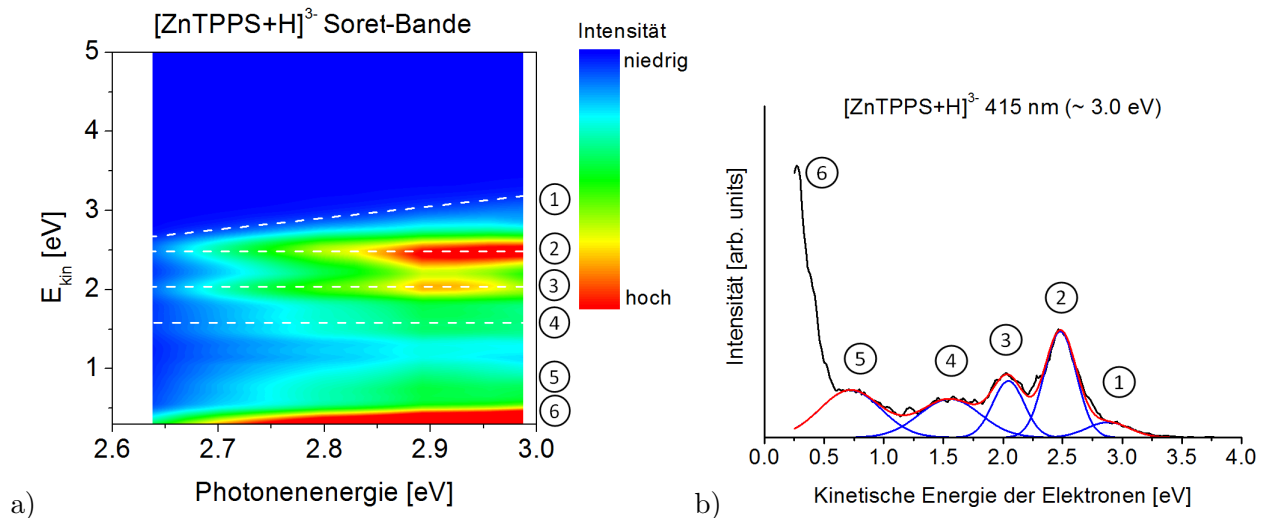 [ZnTPPS+H]³⁻ Soret-Bande
Intensität
niedrig
hoch
5
4
3
2
1
E_kin [eV]
① 
②
③
④
⑤
⑥
2.6 2.7 2.8 2.9 3.0
Photonenenergie [eV]
a)
[ZnTPPS+H]³⁻ 415 nm (~ 3.0 eV)
Intensität [arb. units]
⑥
⑤
④
③
②
①
0.0 0.5 1.0 1.5 2.0 2.5 3.0 3.5 4.0
Kinetische Energie der Elektronen [eV]
b)